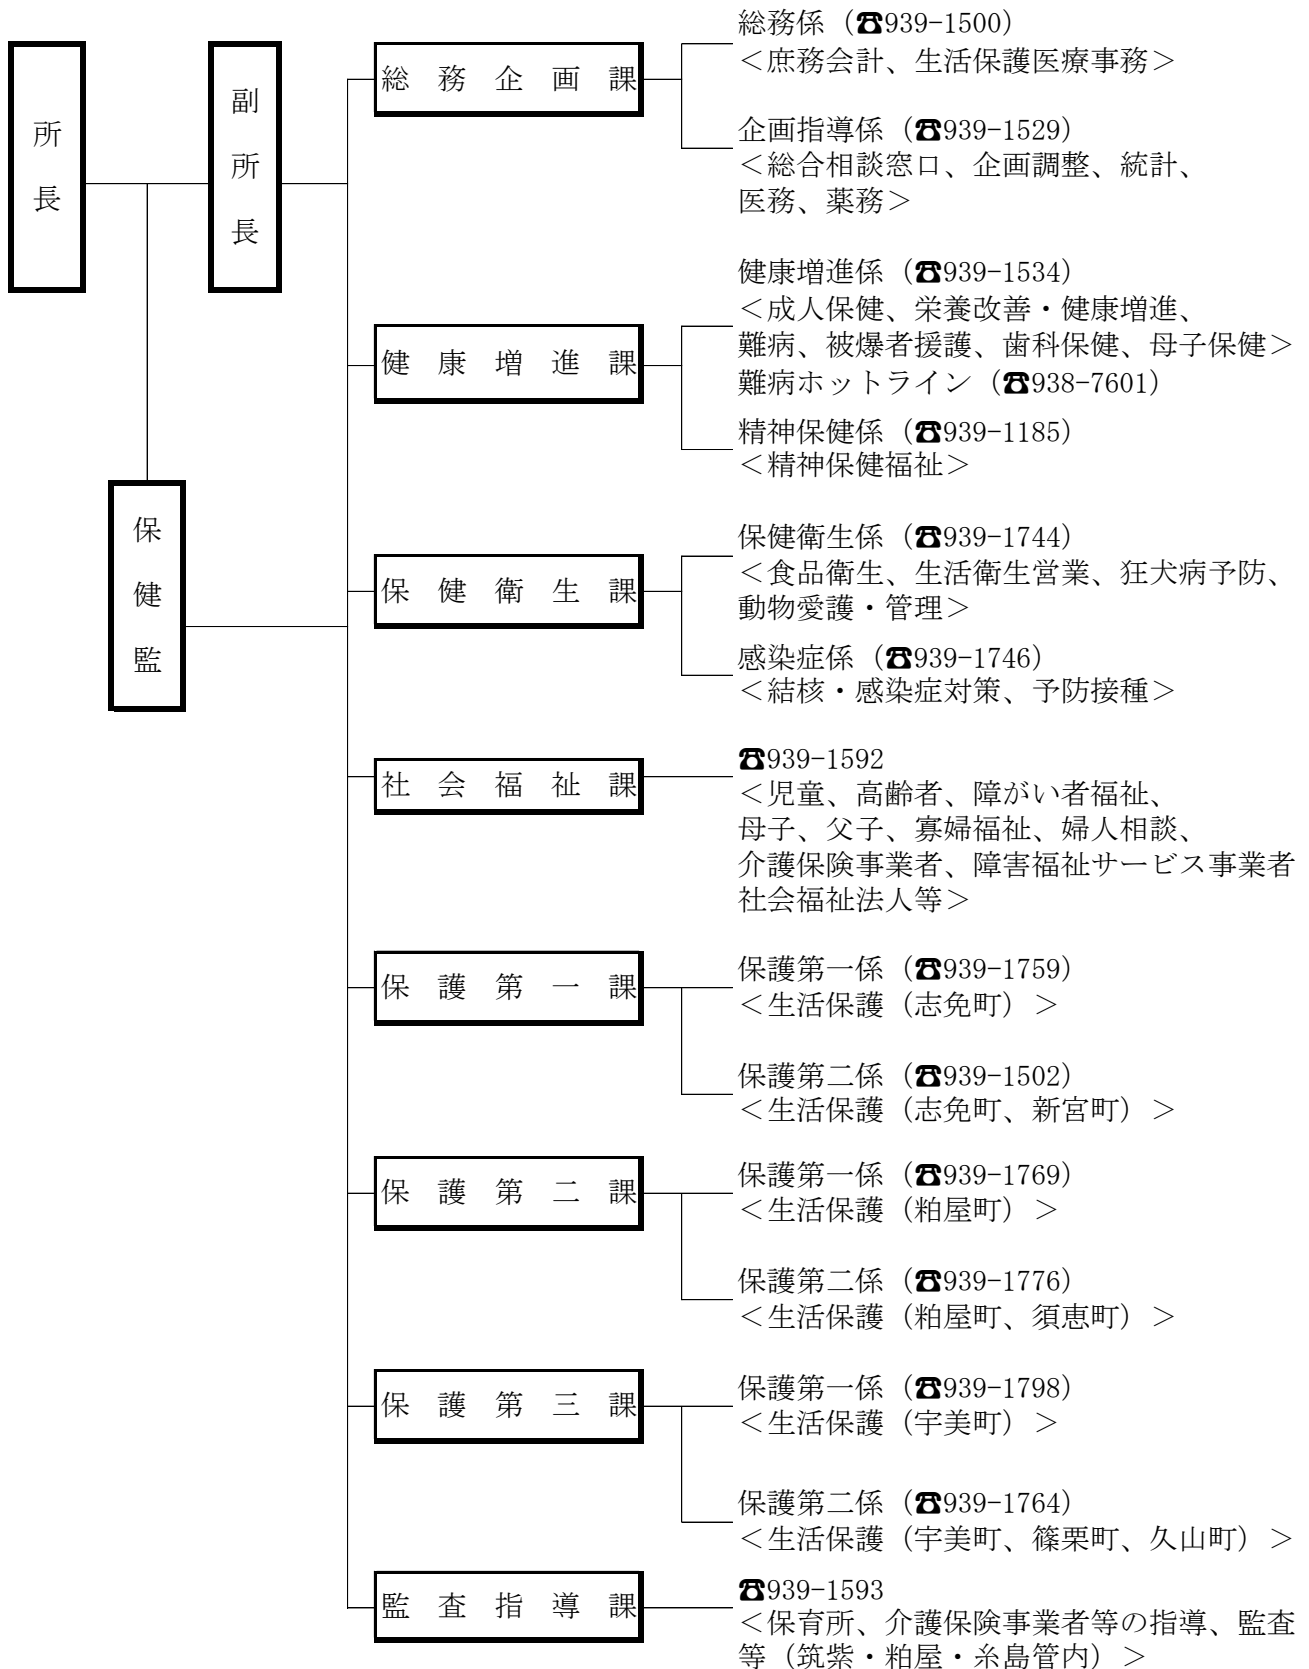 所長
副所長
保健監
総務企画課
総務係（☎939-1500）
＜庶務会計、生活保護医療事務＞
企画指導係（☎939-1529）
＜総合相談窓口、企画調整、統計、
医務、薬務＞
健康増進課
健康増進係（☎939-1534）
＜成人保健、栄養改善・健康増進、
難病、被爆者援護、歯科保健、母子保健＞
難病ホットライン（☎938-7601）
精神保健係（☎939-1185）
＜精神保健福祉＞
保健衛生課
保健衛生係（☎939-1744）
＜食品衛生、生活衛生営業、狂犬病予防、
動物愛護・管理＞
感染症係（☎939-1746）
＜結核・感染症対策、予防接種＞
社会福祉課
☎939-1592
＜児童、高齢者、障がい者福祉、
母子、父子、寡婦福祉、婦人相談、
介護保険事業者、障害福祉サービス事業者
社会福祉法人等＞
保護第一課
保護第一係（☎939-1759）
＜生活保護（志免町）＞
保護第二係（☎939-1502）
＜生活保護（志免町、新宮町）＞
保護第二課
保護第一係（☎939-1769）
＜生活保護（粕屋町）＞
保護第二係（☎939-1776）
＜生活保護（粕屋町、須恵町）＞
保護第三課
保護第一係（☎939-1798）
＜生活保護（宇美町）＞
保護第二係（☎939-1764）
＜生活保護（宇美町、篠栗町、久山町）＞
監査指導課
☎939-1593
＜保育所、介護保険事業者等の指導、監査
等（筑紫・粕屋・糸島管内）＞